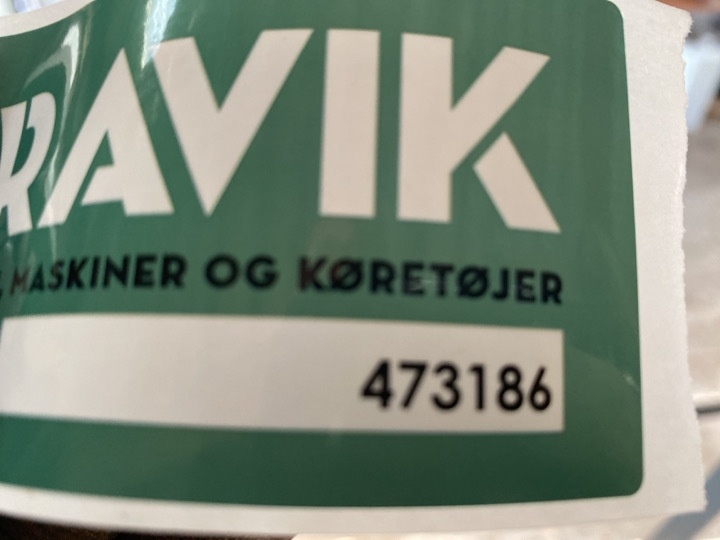 RAVIK
, MASKINER OG KØRETØJER
473186